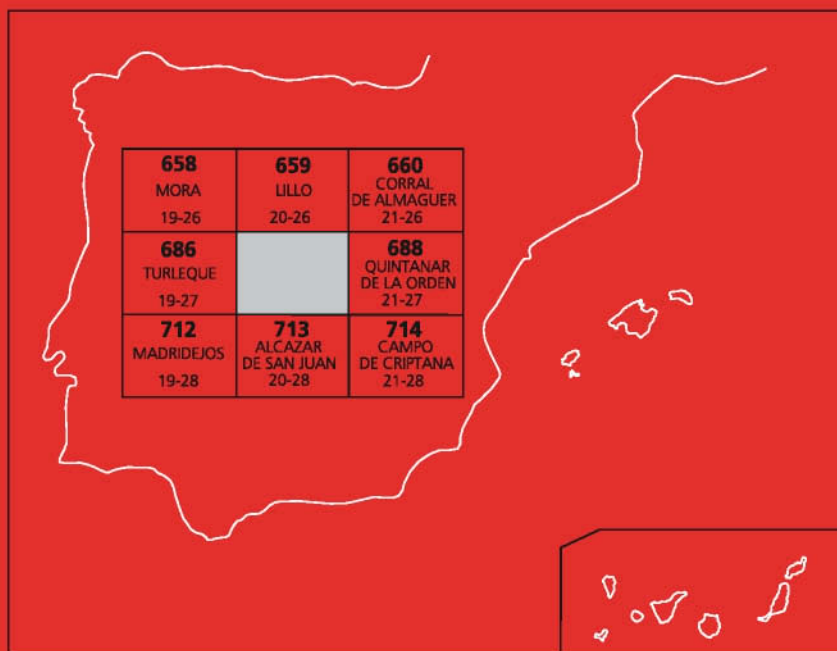 658
MORA
19-26
659
LILLO
20-26
660
CORRAL
DE ALMAGUER
21-26
686
TURLEQUE
19-27
688
QUINTANAR
DE LA ORDEN
21-27
712
MADRIDEJOS
19-28
713
ALCAZAR
DE SAN JUAN
20-28
714
CAMPO
DE CRIPTANA
21-28